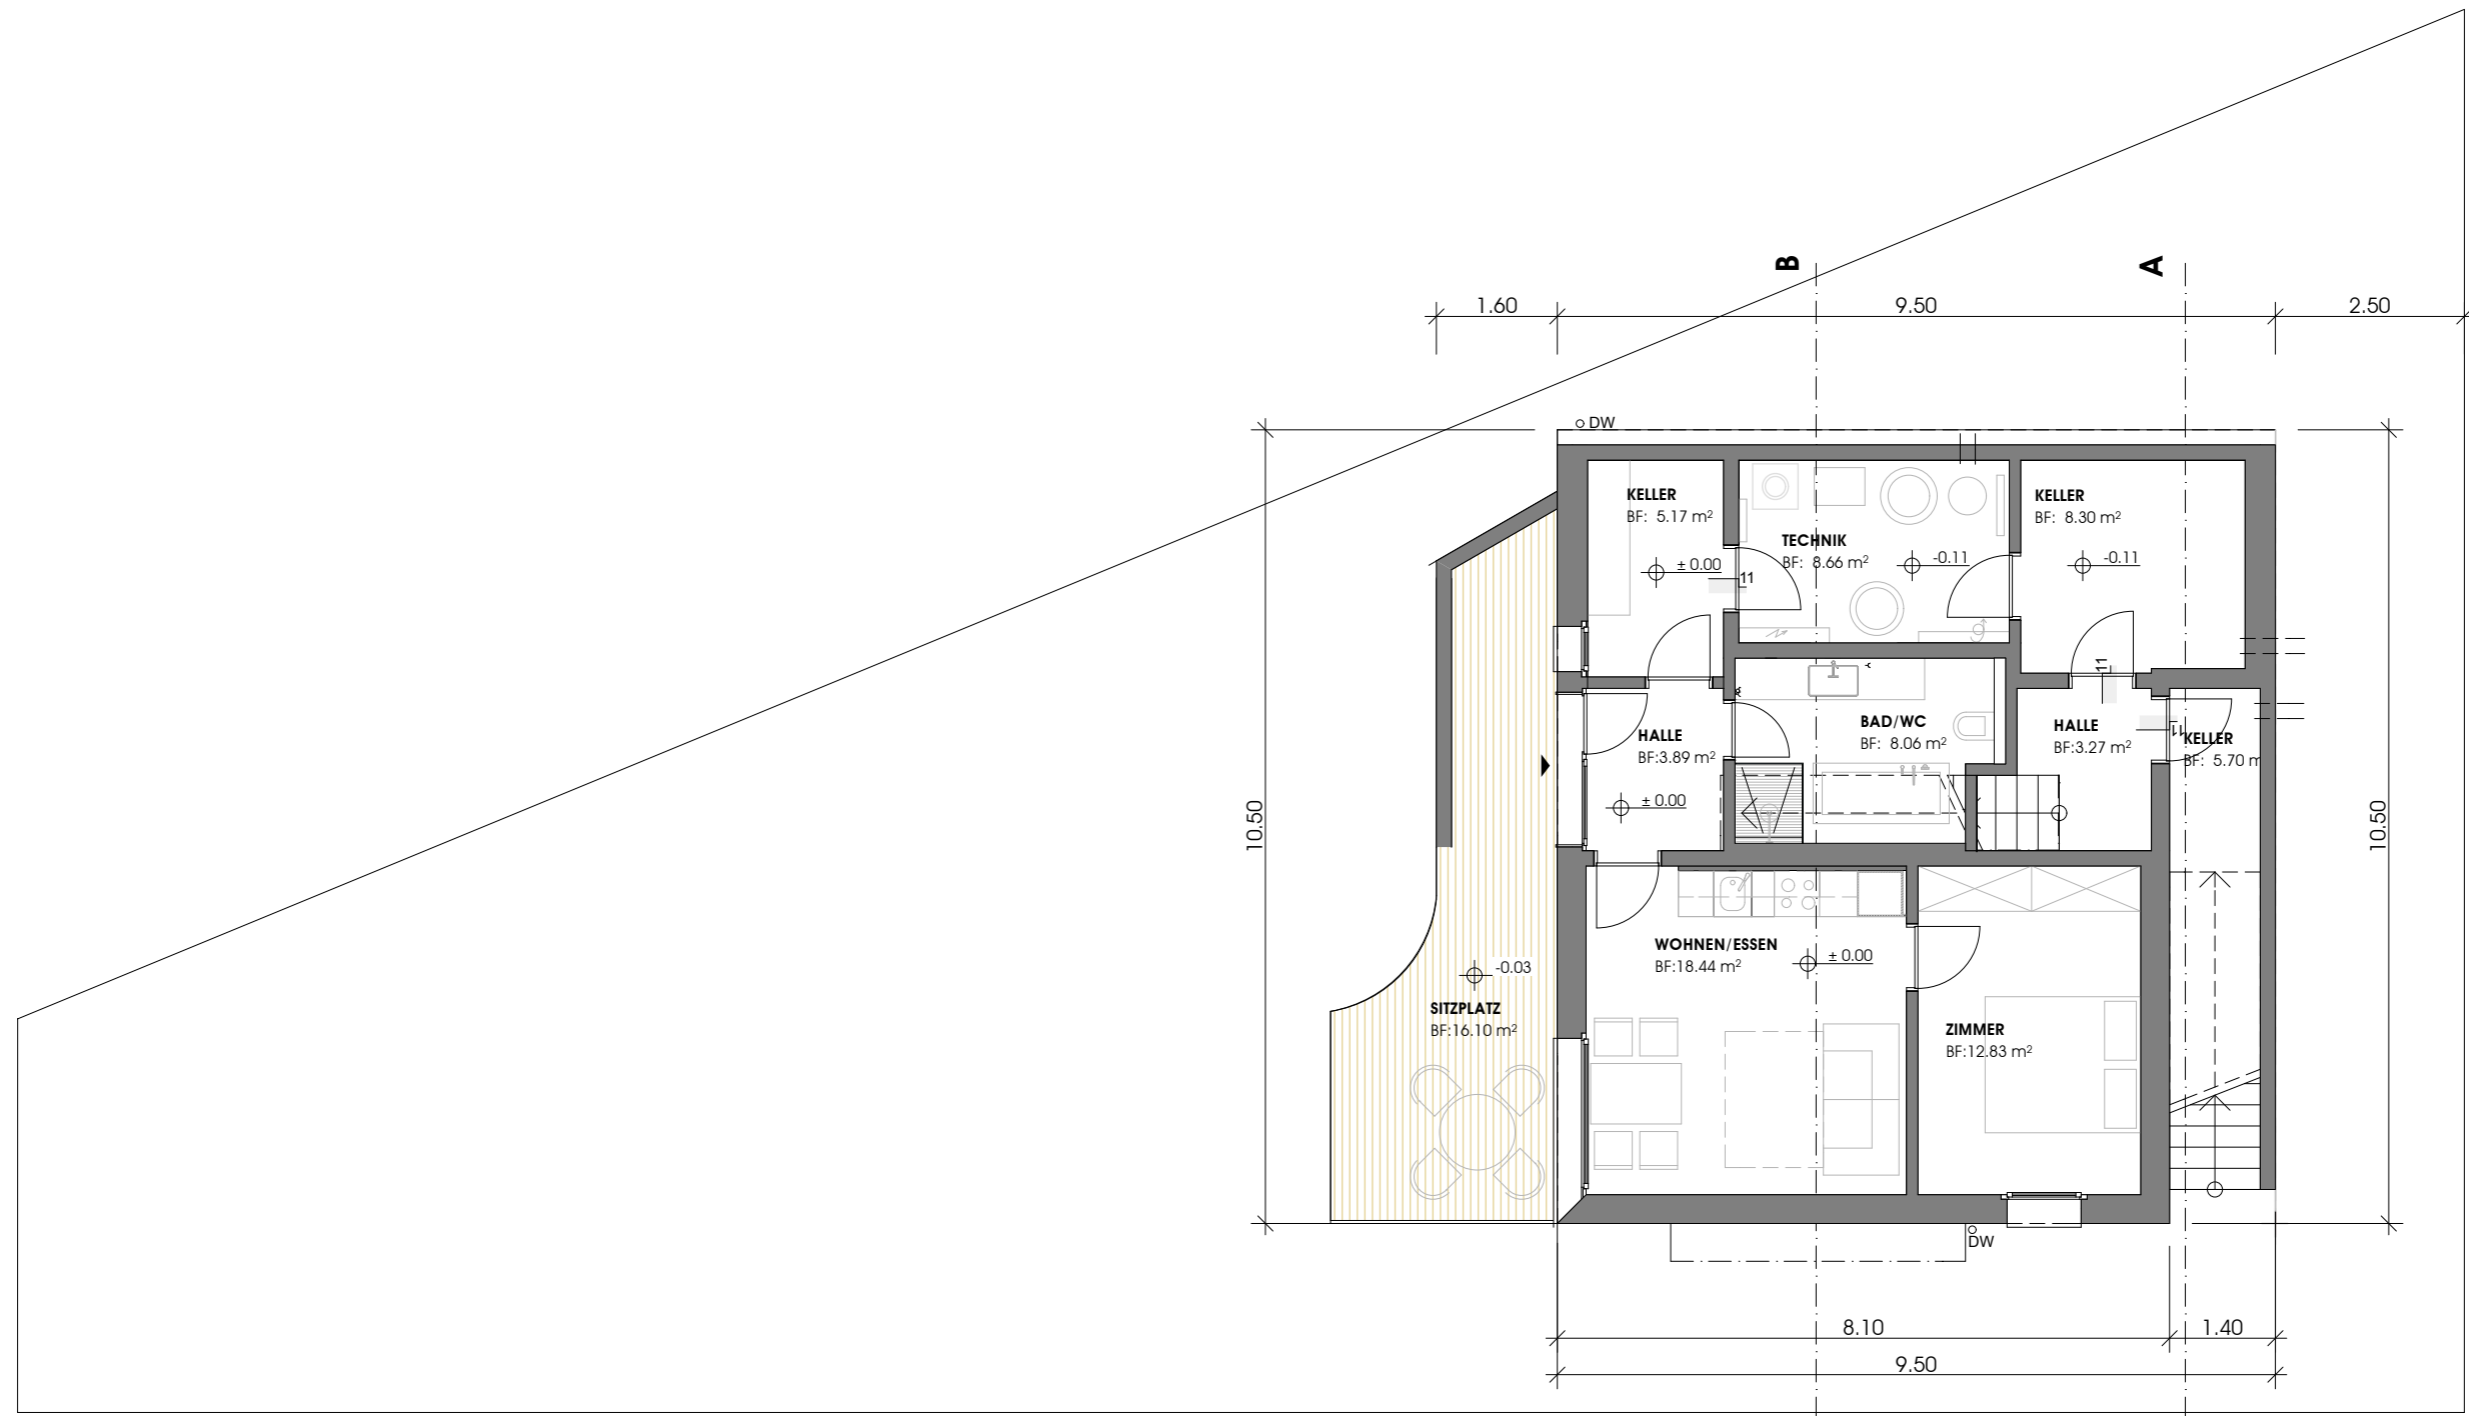 B
A
1.60
9.50
2.50
DW
KELLER
BF: 5.17 m²
± 0.00
11
TECHNIK
BF: 8.66 m²
-0.11
KELLER
BF: 8.30 m²
-0.11
11
HALLE
BF:3.89 m²
± 0.00
BAD/WC
BF: 8.06 m²
HALLE
BF:3.27 m²
11
KELLER
BF: 5.70 m
10.50
10.50
WOHNEN/ESSEN
BF:18.44 m²
± 0.00
-0.03
SITZPLATZ
BF:16.10 m²
ZIMMER
BF:12.83 m²
DW
8.10
1.40
9.50